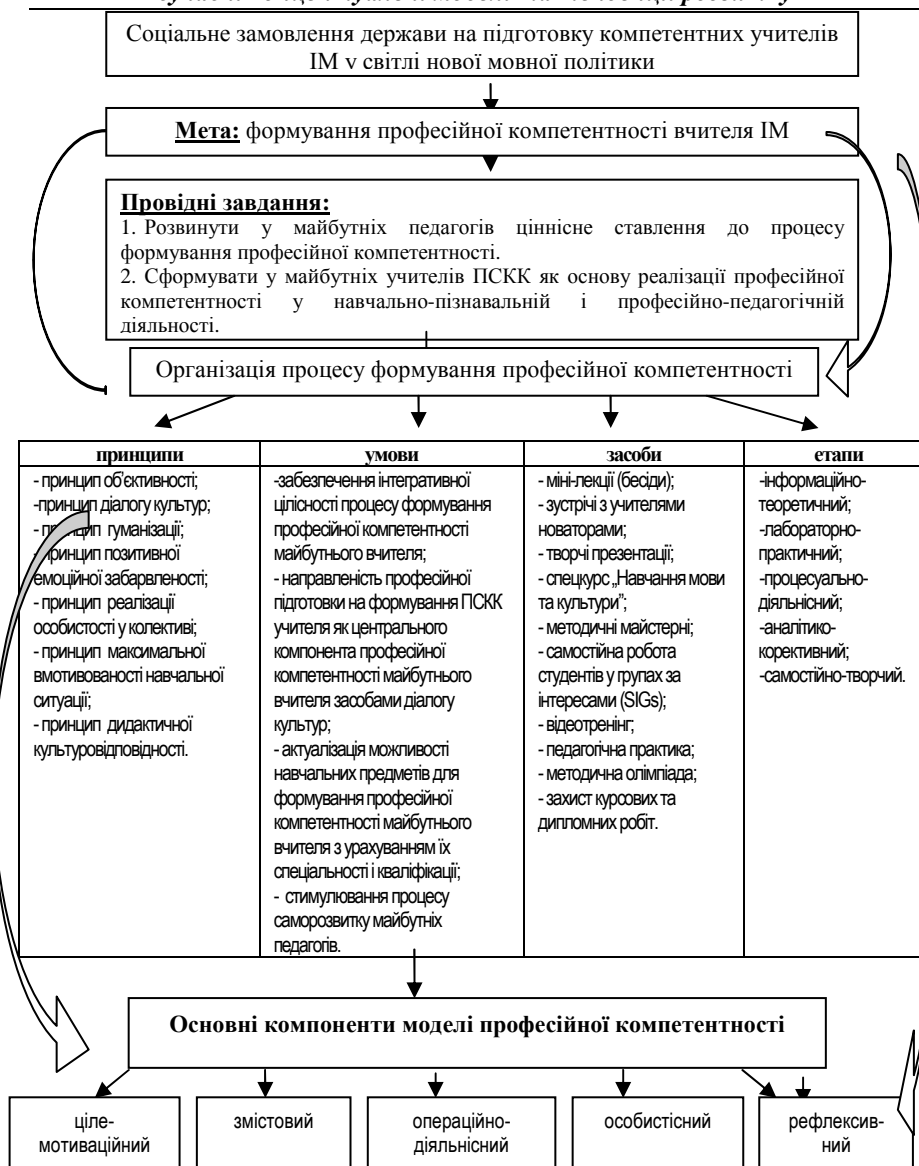 Соціальне замовлення держави на підготовку компетентних учителів
ІМ у світлі нової мовної політики
Мета: формування професійної компетентності вчителя ІМ
Провідні завдання:
1. Розвинути у майбутніх педагогів ціннісне ставлення до процесу
формування професійної компетентності.
2. Сформувати у майбутніх учителів ПСКК як основу реалізації професійної
компетентності у навчально-пізнавальній і професійно-педагогічній
діяльності.
Організація процесу формування професійної компетентності
принципи
- принцип об'єктивності;
-принцип діалогу культур;
- принцип гуманізації;
- принцип позитивної
емоційної забарвленості;
- принцип реалізації
особистості у колективі;
- принцип максимальної
вмотивованості навчальної
ситуації;
- принцип дидактичної
культуровідповідності.
умови
-забезпечення інтегративної
цілісності процесу формування
професійної компетентності
майбутнього вчителя;
- направленість професійної
підготовки на формування ПСКК
учителя як центрального
компонента професійної
компетентності майбутнього
вчителя засобами діалогу
культур;
- актуалізація можливості
навчальних предметів для
формування професійної
компетентності майбутнього
вчителя з урахуванням їх
спеціальності і кваліфікації;
- стимулювання процесу
саморозвитку майбутніх
педагогів.
засоби
- міні-лекції (бесіди);
- зустрічі з учителями
новаторами;
- творчі презентації;
- спецкурс „Навчання мови
та культури”;
- методичні майстерні;
- самостійна робота
студентів у групах за
інтересами (SIGs);
- відеотренінг;
- педагогічна практика;
- методична олімпіада;
- захист курсових та
дипломних робіт.
етапи
-інформаційно-
теоретичний;
-лабораторно-
практичний;
-процесуально-
діяльнісний;
-аналітико-
корективний;
-самостійно-творчий.
Основні компоненти моделі професійної компетентності
ціле-
мотиваційний
змістовий
операційно-
діяльнісний
особистісний
рефлексив-
ний